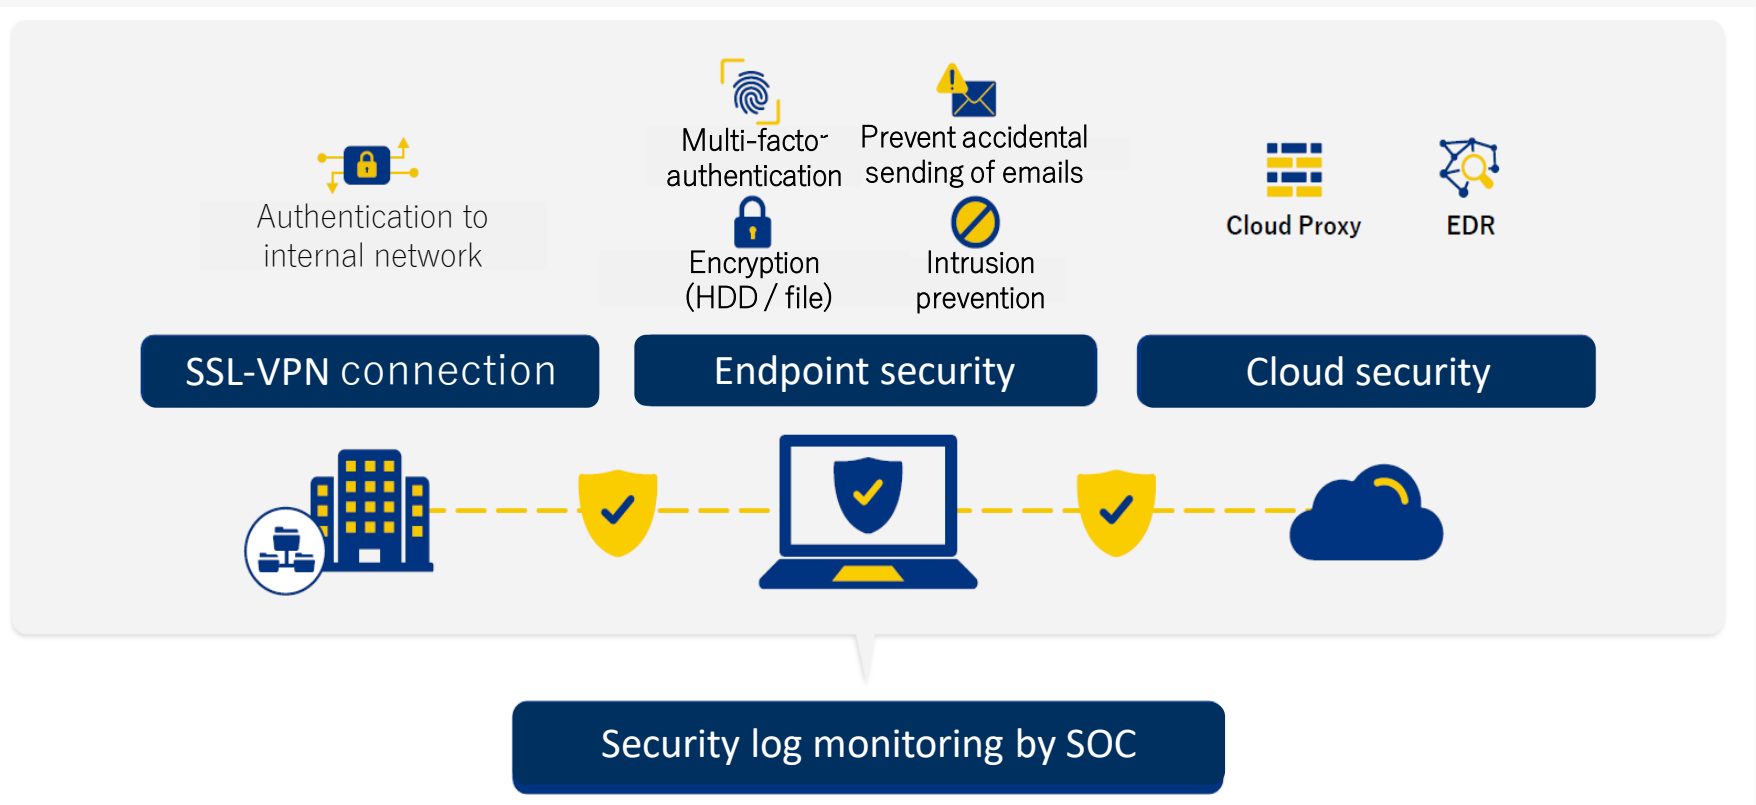 Authentication to
internal network
Multi-factor
authentication
Prevent accidental
sending of emails
Encryption
(HDD / file)
Intrusion
prevention
Cloud Proxy
EDR
SSL-VPN connection
Endpoint security
Cloud security
Security log monitoring by SOC